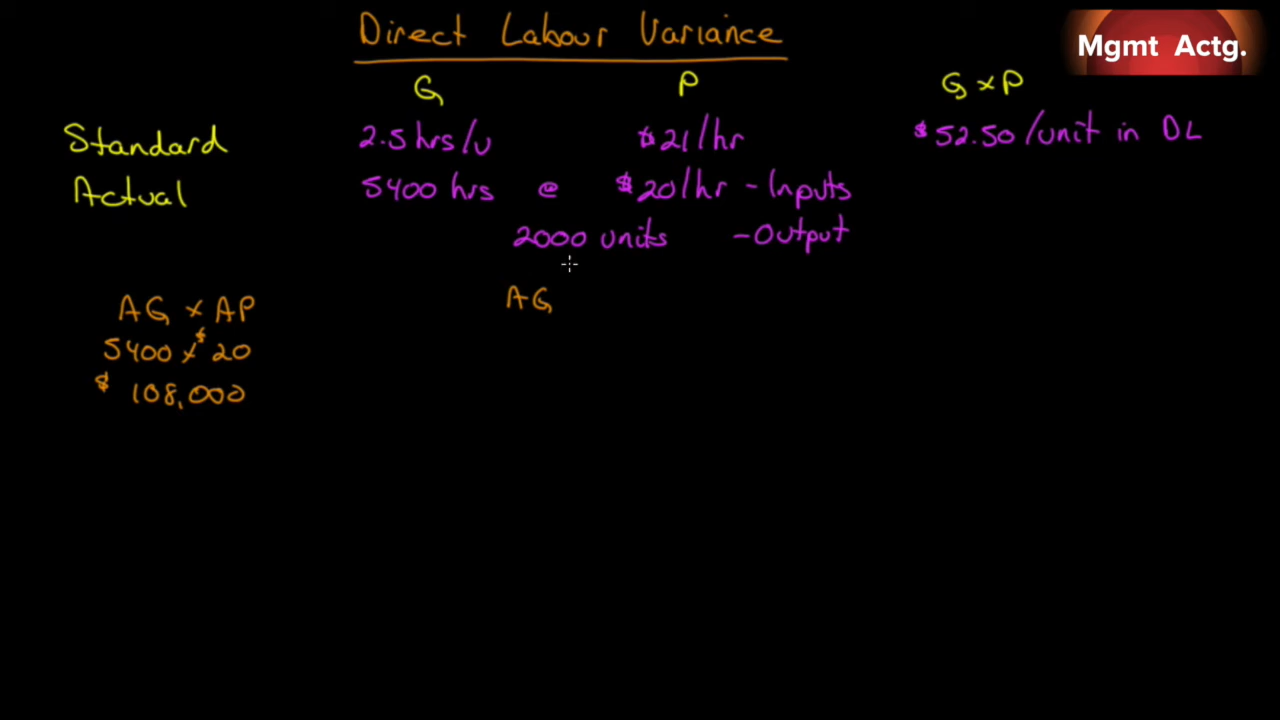 Direct Labour Variance
Mgmt Actg.
Q P Q x P
Standard 2.5 hrs/u $21/hr $52.50/unit in DL
Actual 5400 hrs @ $20/hr - Inputs
2000 units - Output
AQ x AP AQ
5400 x $20
$108,000